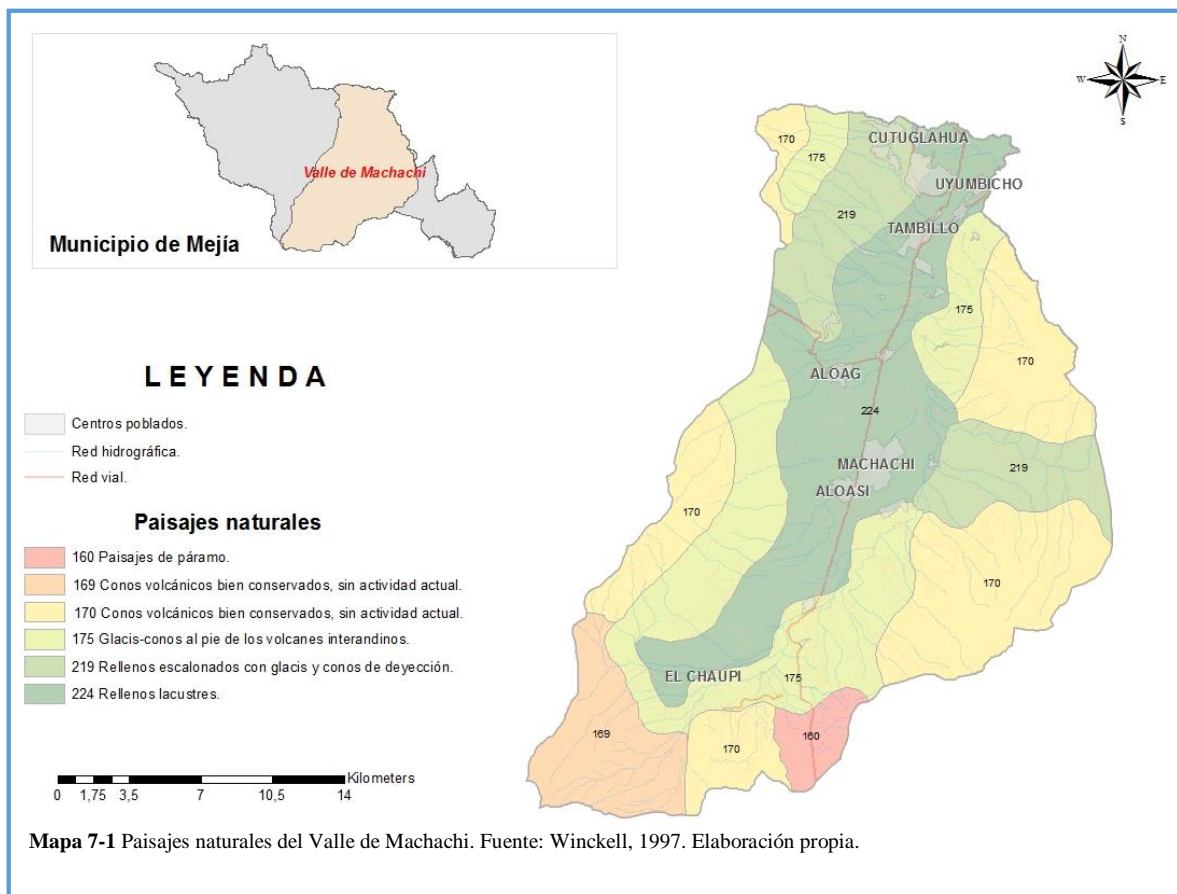 Valle de Machachi
Municipio de Mejía
N
W
E
S
LEYENDA
Centros poblados.
Red hidrográfica.
Red vial.
Paisajes naturales
160 Paisajes de páramo.
169 Conos volcánicos bien conservados, sin actividad actual.
170 Conos volcánicos bien conservados, sin actividad actual.
175 Glacis-conos al pie de los volcanes interandinos.
219 Rellenos escalonados con glacis y conos de deyección.
224 Rellenos lacustres.
Kilometers
0 1,75 3,5 7 10,5 14
170
175
CUTUGLAHUA
UYUMBICHO
219
TAMBILLO
175
170
ALOAG
224
MACHACHI
219
ALOASI
170
170
EL CHAUPI
175
169
170
160
Mapa 7-1 Paisajes naturales del Valle de Machachi. Fuente: Winckell, 1997. Elaboración propia.